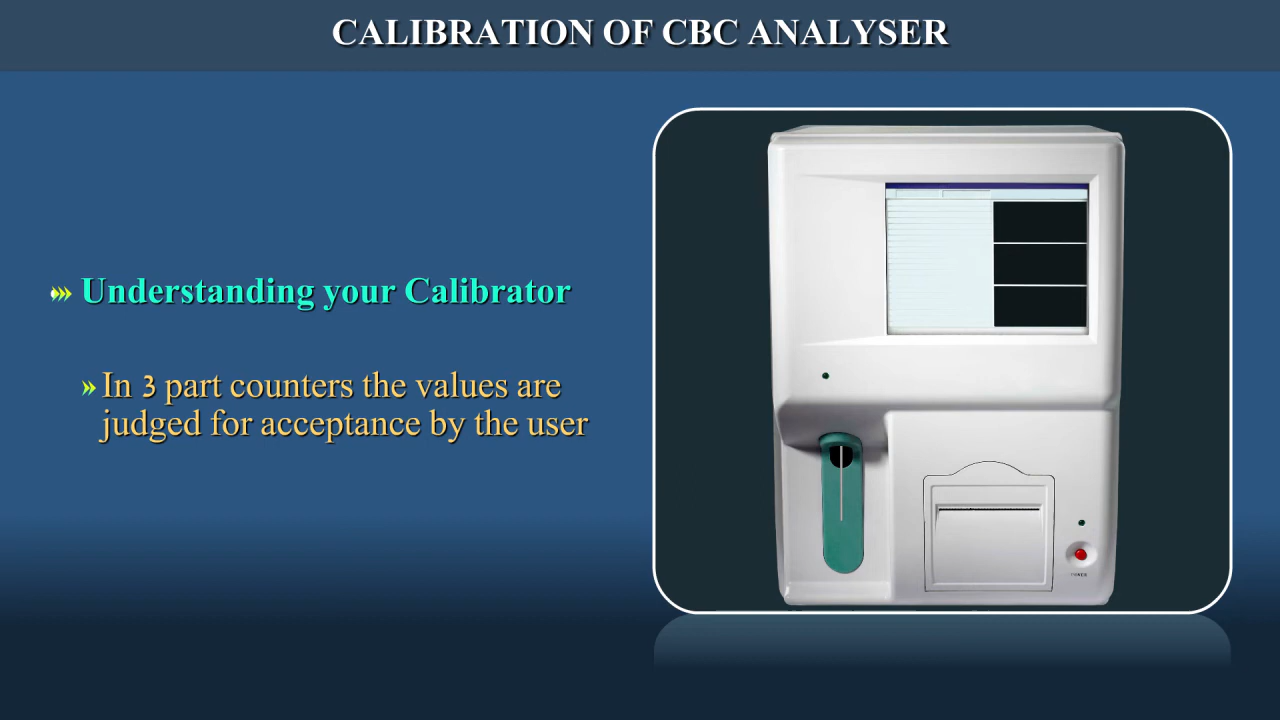 CALIBRATION OF CBC ANALYSER
Understanding your Calibrator
In 3 part counters the values are
judged for acceptance by the user
POWER